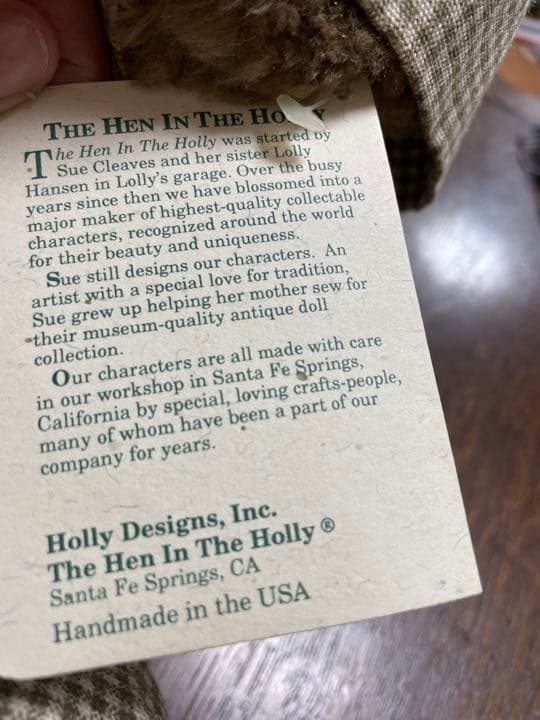 THE HEN IN THE HOLLY
The Hen In The Holly was started by
Sue Cleaves and her sister Lolly
Hansen in Lolly's garage. Over the busy
years since then we have blossomed into a
major maker of highest-quality collectable
characters, recognized around the world
for their beauty and uniqueness.
Sue still designs our characters. An
artist with a special love for tradition,
Sue grew up helping her mother sew for
their museum-quality antique doll
collection.
Our characters are all made with care
in our workshop in Santa Fe Springs,
California by special, loving crafts-people,
many of whom have been a part of our
company for years.
Holly Designs, Inc.
The Hen In The Holly ®
Santa Fe Springs, CA
Handmade in the USA